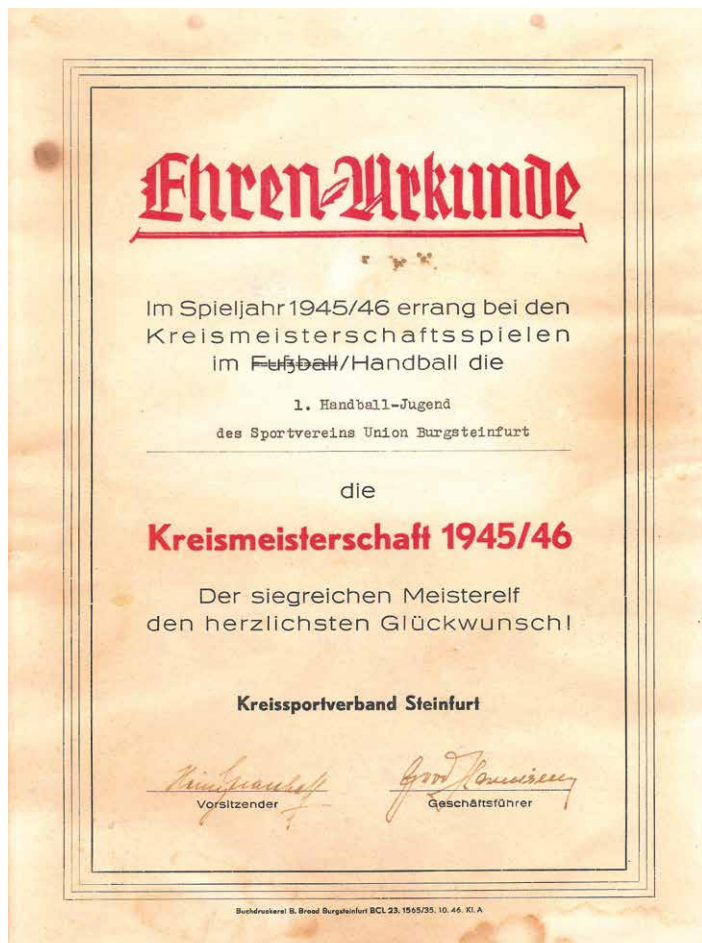 Ehren-Urkunde
Im Spieljahr 1945/46 errang bei den
Kreismeisterschaftsspielen
im Fußball/Handball die
1. Handball-Jugend
des Sportvereins Union Burgsteinfurt
die
Kreismeisterschaft 1945/46
Der siegreichen Meisterelf
den herzlichsten Glückwunsch!
Kreissportverband Steinfurt
Vorsitzender
Geschäftsführer
Buchdruckerei B. Broad Burgsteinfurt BCL 23. 1565/35. 10. 46. Kl. A